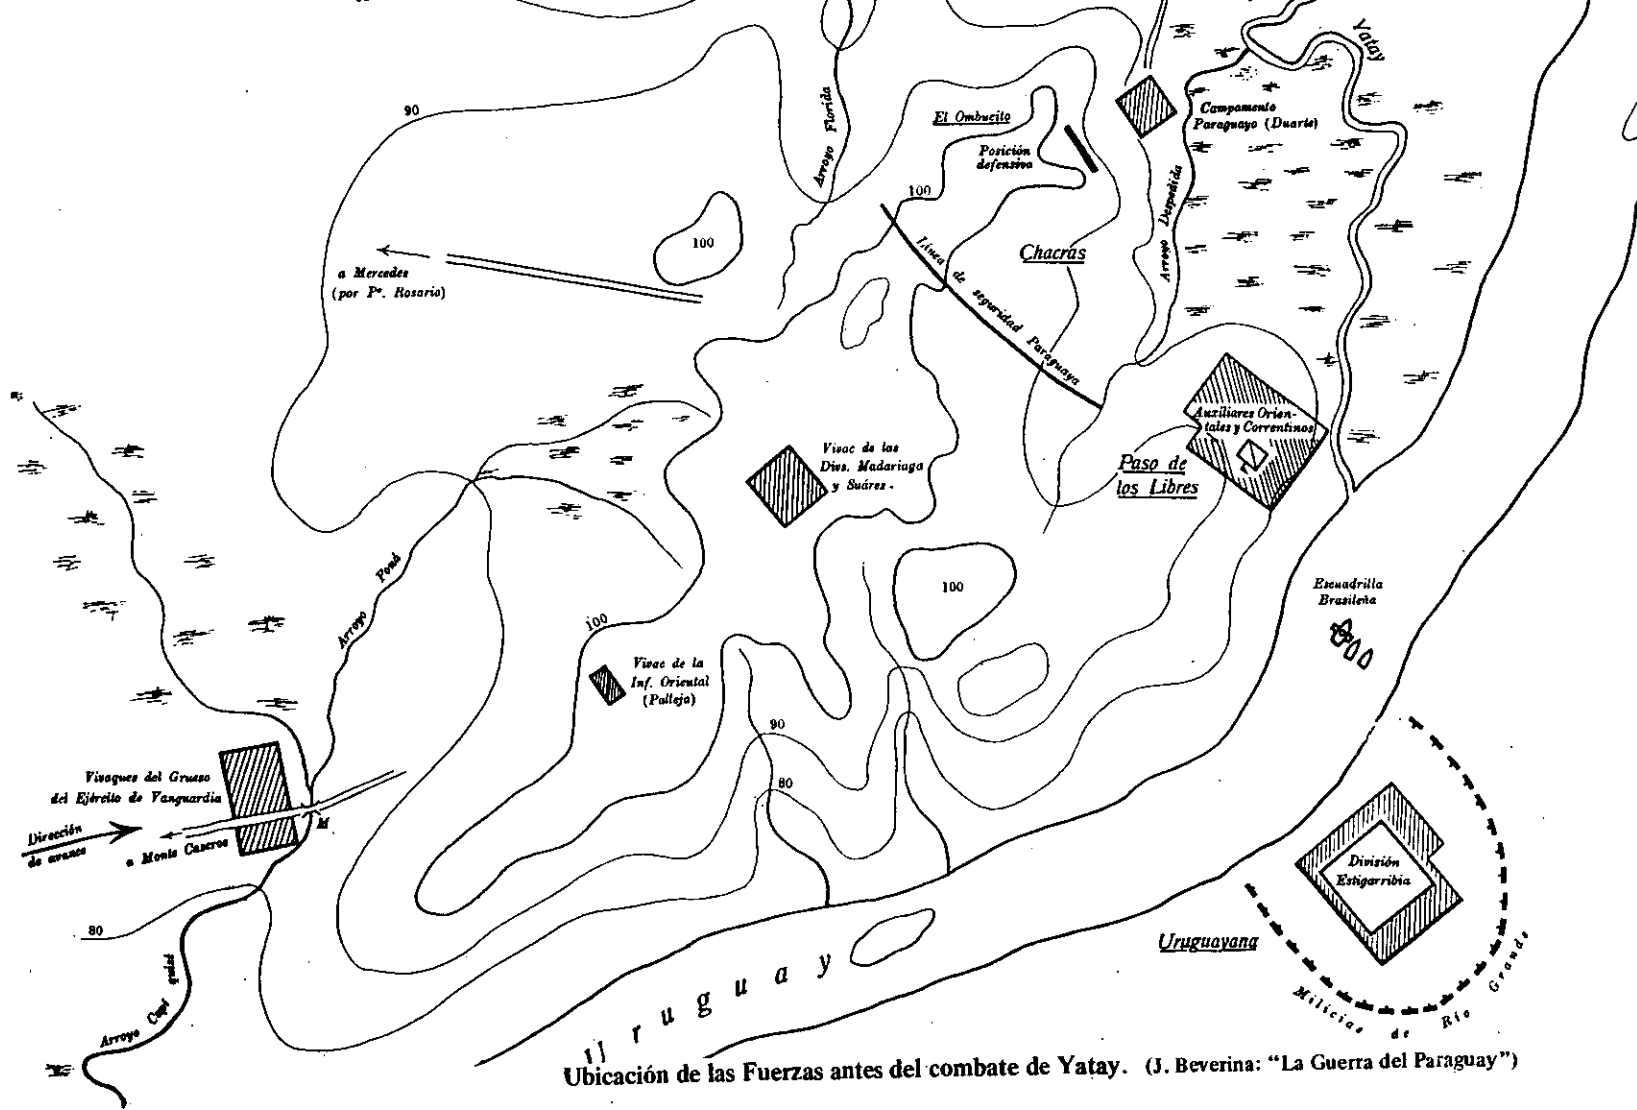 Yatay
90
Arroyo Florida
El Ombucito
Campamento
Paraguayo (Duarte)
Posición
defensiva
100
Arroyo Despedida
100
Chacras
a Mercedes
(por Pº. Rosario)
Línea de seguridad Paraguaya
Auxiliares Orien-
tales y Correntinos
Vivac de las
Divs. Madariaga
y Suárez.
Paso de
los Libres
Arroyo Poná
100
Escuadrilla
Brasileña
100
Vivac de la
Inf. Oriental
(Palleja)
90
80
Vivaques del Grueso
del Ejército de Vanguardia
M
Dirección
de avance
a Monte Caseros
División
Estigarribia
80
Uruguayana
Arroyo Capí quisé
Uruguay
Milicias de Río Grande
Ubicación de las Fuerzas antes del combate de Yatay. (J. Beverina: “La Guerra del Paraguay”)